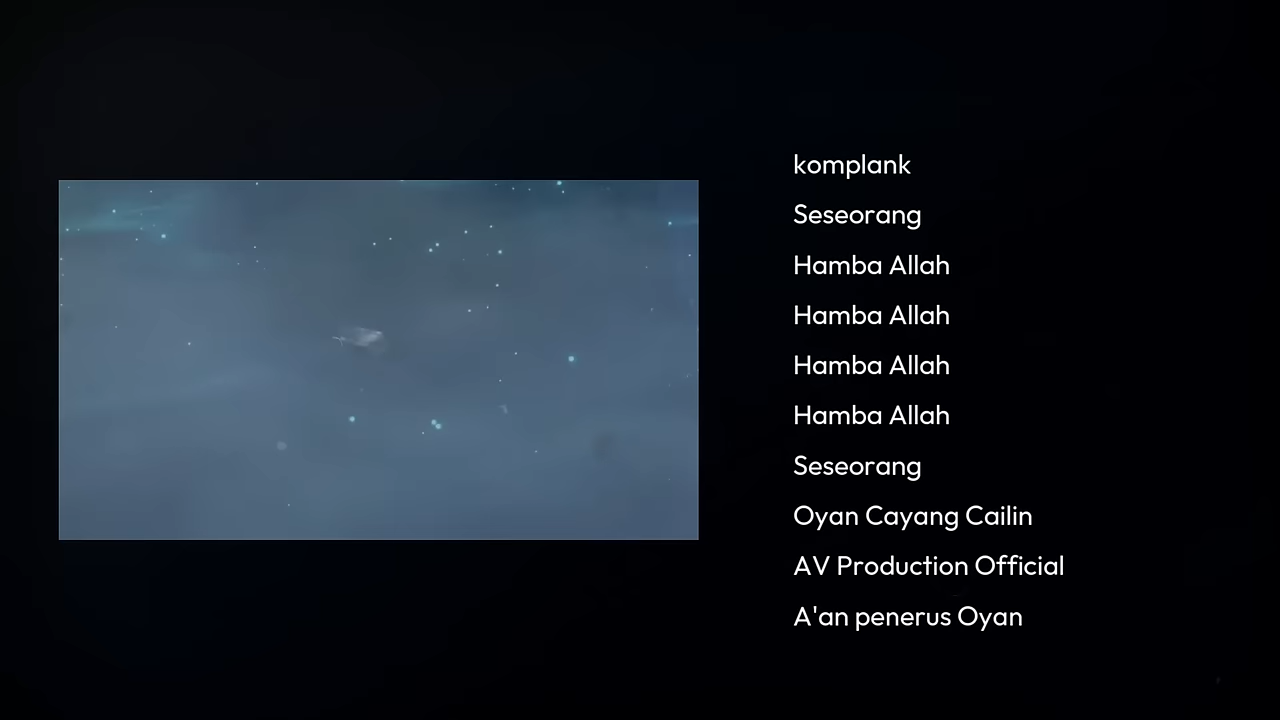 komplank
Seseorang
Hamba Allah
Hamba Allah
Hamba Allah
Hamba Allah
Seseorang
Oyan Cayang Cailin
AV Production Official
A'an penerus Oyan